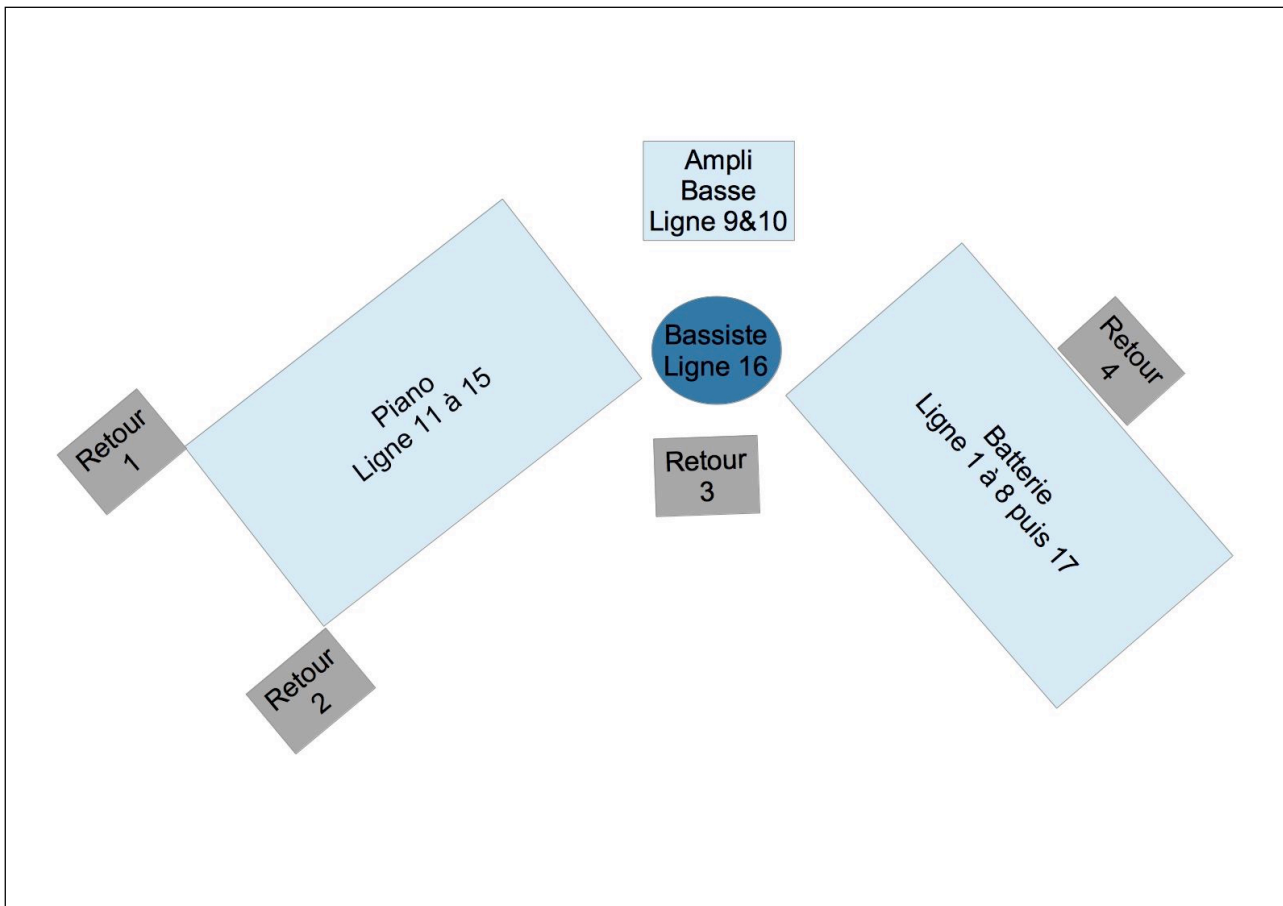 Ampli
Basse
Ligne 9&10
Bassiste
Ligne 16
Piano
Ligne 11 à 15
Batterie
Ligne 1 à 8 puis 17
Retour
1
Retour
2
Retour
3
Retour
4